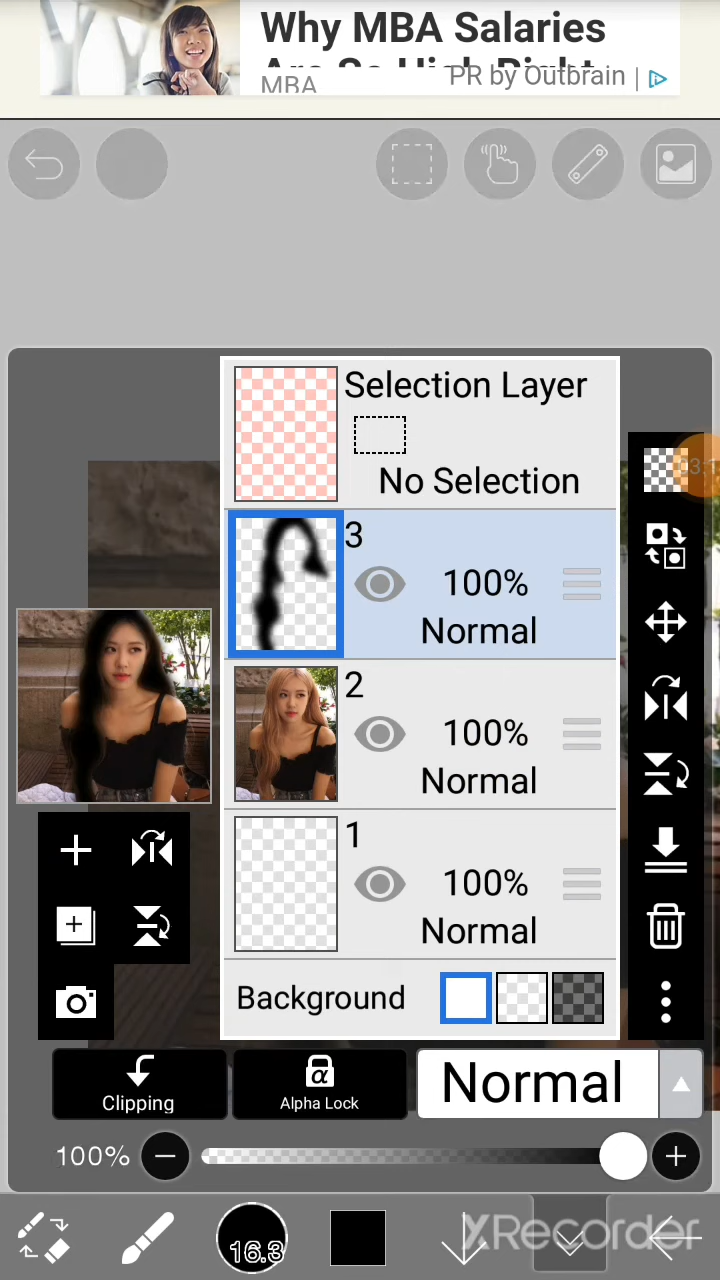 Why MBA Salaries
MBA
PR by Outbrain |
Selection Layer
No Selection
3
100%
Normal
2
100%
Normal
1
100%
Normal
Background
Clipping
α
Alpha Lock
Normal
100%
16.3
XRecorder